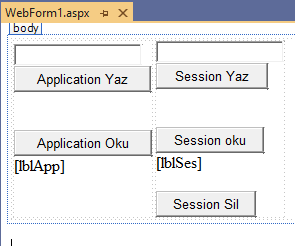 WebForm1.aspx
body
Application Yaz
Session Yaz
Application Oku
Session oku
[lblApp]
[lblSes]
Session Sil